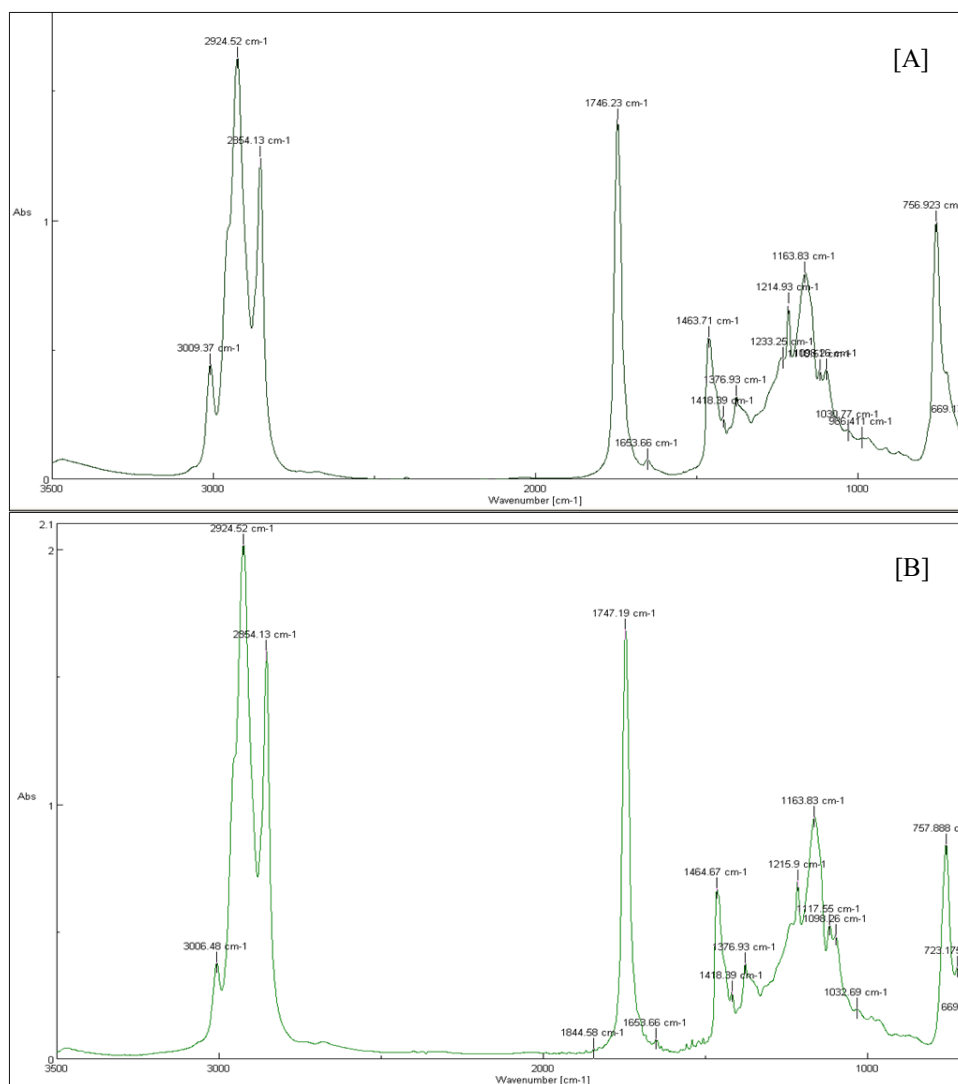 2924.52 cm-1
[A]
1746.23 cm-1
2854.13 cm-1
Abs
756.923 cm
1
1163.83 cm-1
1214.93 cm-1
1463.71 cm-1
3009.37 cm-1
1233.25 cm-1
1376.93 cm-1
1418.39 cm-1
1030.77 cm-1
986.411 cm-1
669.1
1653.66 cm-1
0
3500
3000
2000
1000
Wavenumber [cm-1]
2.1
2924.52 cm-1
2
[B]
1747.19 cm-1
2854.13 cm-1
Abs
1
1163.83 cm-1
757.888 c
1464.67 cm-1
1215.9 cm-1
1117.55 cm-1
1098.26 cm-1
3006.48 cm-1
1376.93 cm-1
723.175
1418.39 cm-1
1032.69 cm-1
669
1844.58 cm-1
1653.66 cm-1
0
3500
3000
2000
1000
Wavenumber [cm-1]